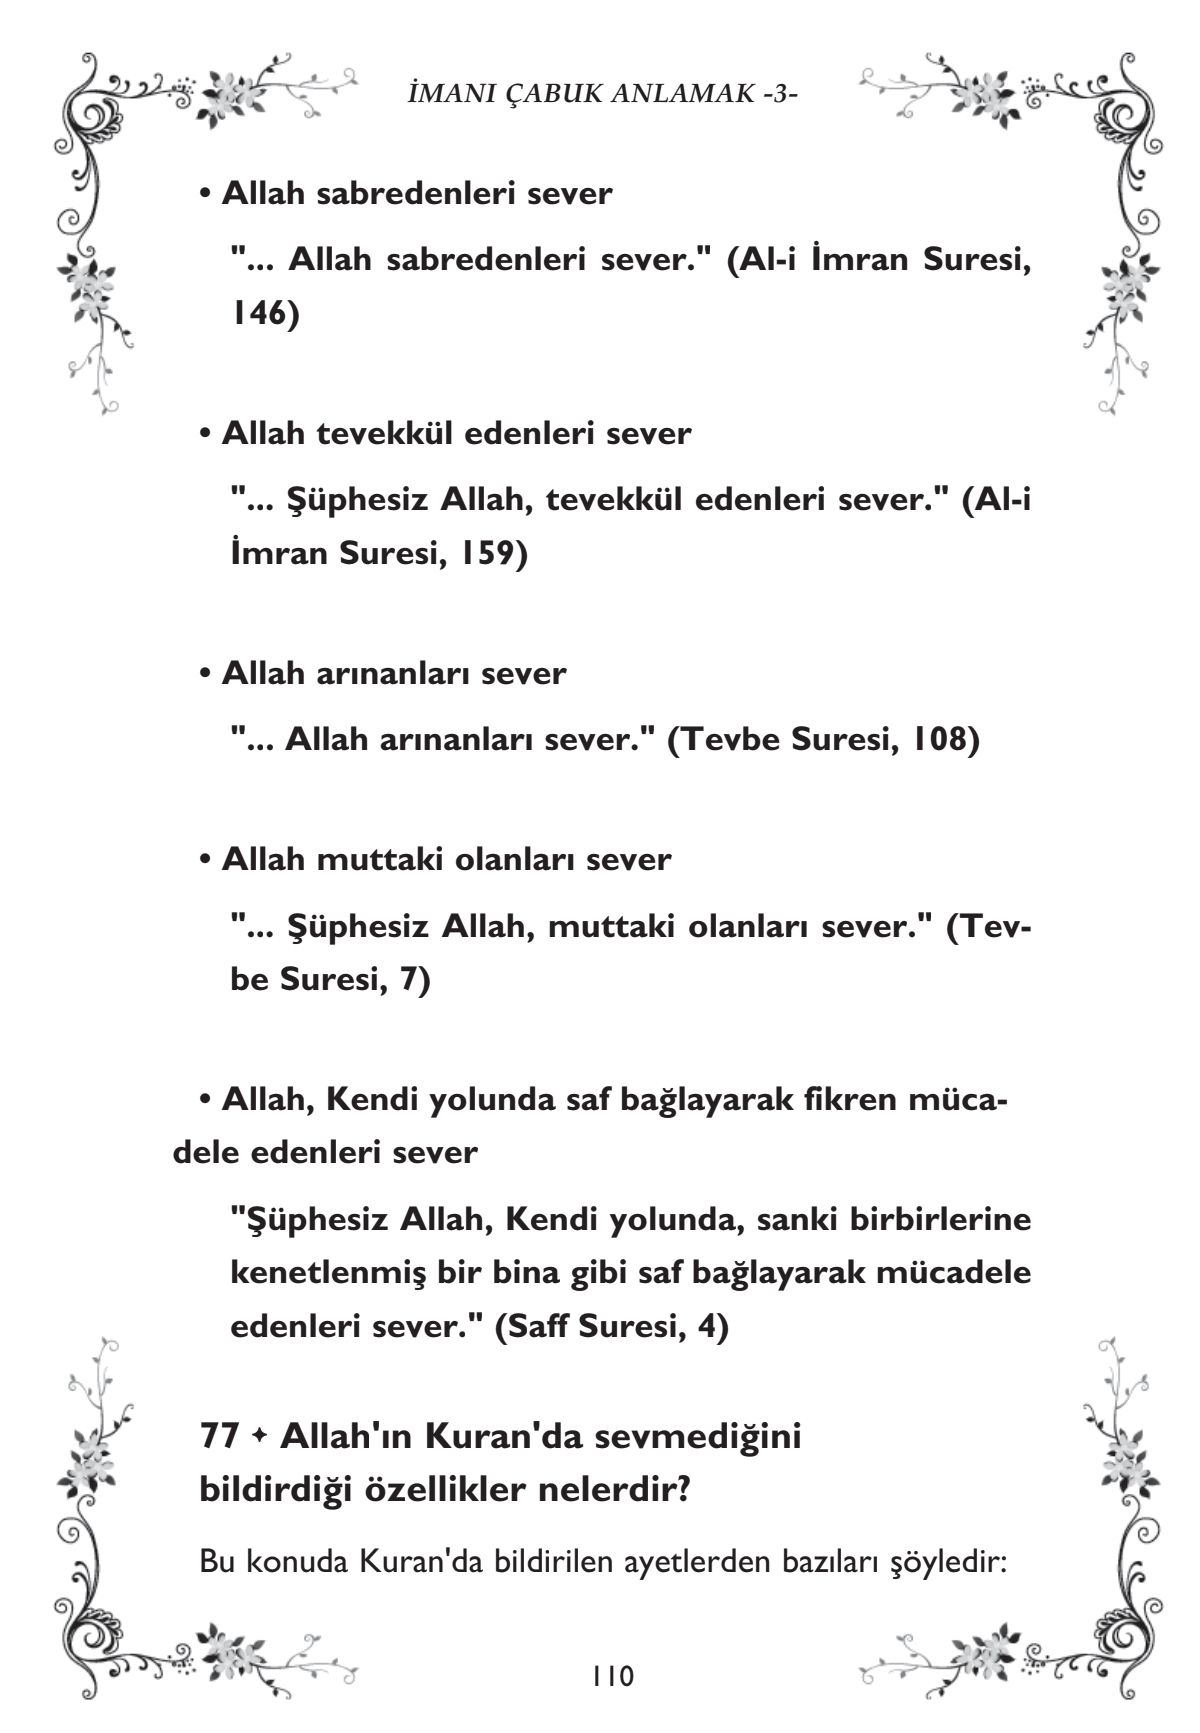 İMANI ÇABUK ANLAMAK -3-
• Allah sabredenleri sever
"... Allah sabredenleri sever." (Al-i İmran Suresi,
146)
• Allah tevekkül edenleri sever
"... Şüphesiz Allah, tevekkül edenleri sever." (Al-i
İmran Suresi, 159)
• Allah arınanları sever
"... Allah arınanları sever." (Tevbe Suresi, 108)
• Allah muttaki olanları sever
"... Şüphesiz Allah, muttaki olanları sever." (Tev-
be Suresi, 7)
• Allah, Kendi yolunda saf bağlayarak fikren müca-
dele edenleri sever
"Şüphesiz Allah, Kendi yolunda, sanki birbirlerine
kenetlenmiş bir bina gibi saf bağlayarak mücadele
edenleri sever." (Saff Suresi, 4)
77 ✦ Allah'ın Kuran'da sevmediğini
bildirdiği özellikler nelerdir?
Bu konuda Kuran'da bildirilen ayetlerden bazıları şöyledir:
110